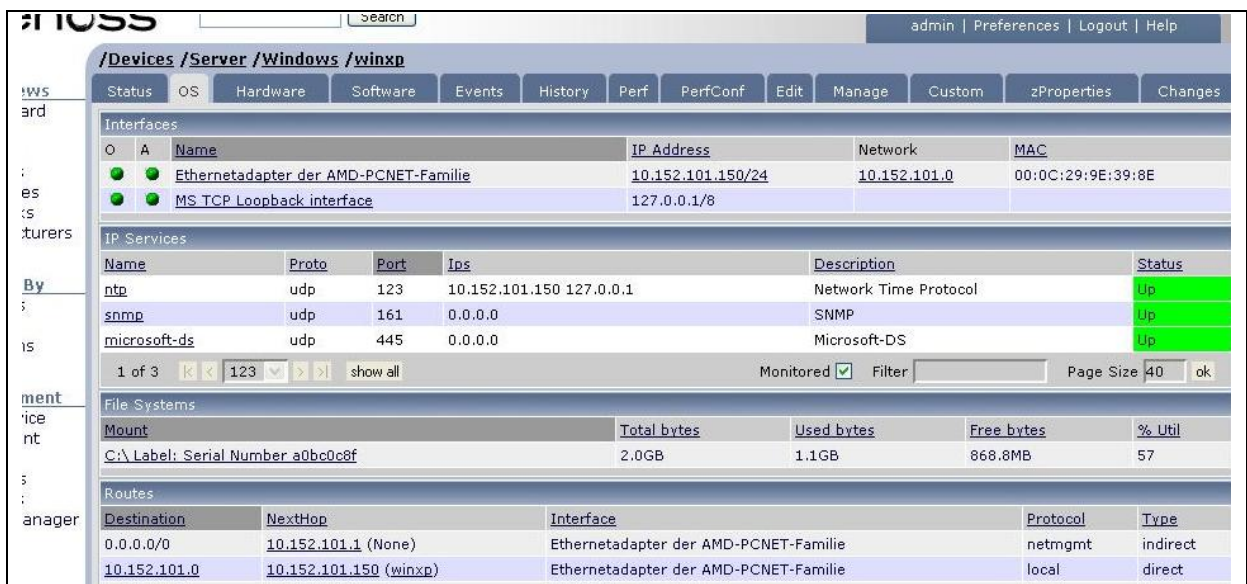 Search
admin | Preferences | Logout | Help
/Devices /Server /Windows /winxp
Status OS Hardware Software Events History Perf PerfConf Edit Manage Custom zProperties Changes
Interfaces
O A Name IP Address Network MAC
Ethernetadapter der AMD-PCNET-Familie 10.152.101.150/24 10.152.101.0 00:0C:29:9E:39:8E
MS TCP Loopback interface 127.0.0.1/8
IP Services
Name Proto Port Ips Description Status
ntp udp 123 10.152.101.150 127.0.0.1 Network Time Protocol Up
snmp udp 161 0.0.0.0 SNMP Up
microsoft-ds udp 445 0.0.0.0 Microsoft-DS Up
1 of 3 |< < 123 > >| show all Monitored Filter Page Size 40 ok
File Systems
Mount Total bytes Used bytes Free bytes % Util
C:\ Label: Serial Number a0bc0c8f 2.0GB 1.1GB 868.8MB 57
Routes
Destination NextHop Interface Protocol Type
0.0.0.0/0 10.152.101.1 (None) Ethernetadapter der AMD-PCNET-Familie netmgmt indirect
10.152.101.0 10.152.101.150 (winxp) Ethernetadapter der AMD-PCNET-Familie local direct
By